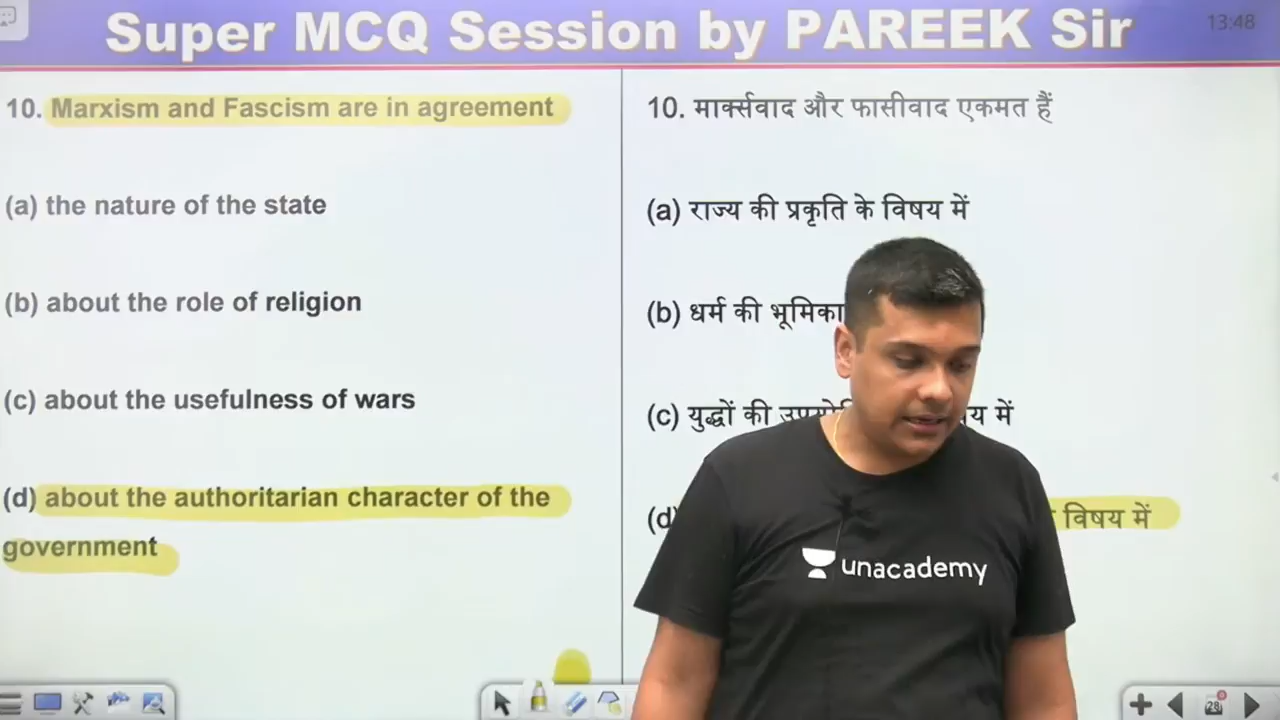 Super MCQ Session by PAREEK Sir
13:48
10. Marxism and Fascism are in agreement
(a) the nature of the state
(b) about the role of religion
(c) about the usefulness of wars
(d) about the authoritarian character of the
government
10. मार्क्सवाद और फासीवाद एकमत हैं
(a) राज्य की प्रकृति के विषय में
(b) धर्म की भूमिका
(c) युद्धों की में
(d विषय में
unacademy
28